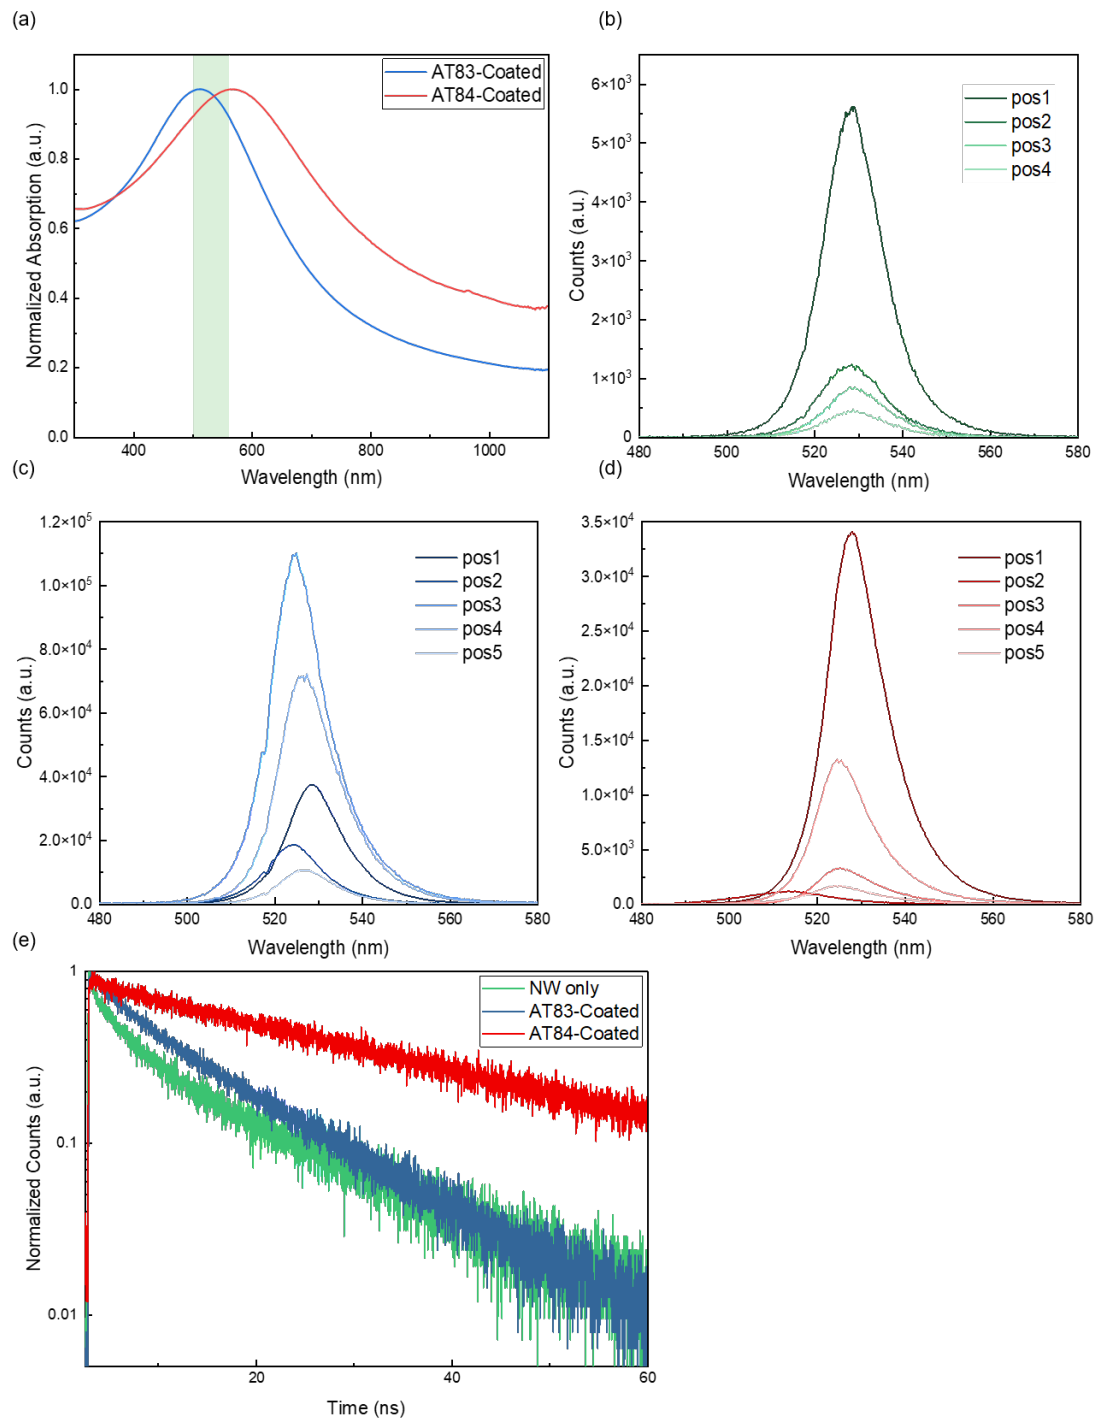 (a)
Normalized Absorption (a.u.)
1.0
0.8
0.6
0.4
0.2
0.0
400
600
800
1000
Wavelength (nm)
AT83-Coated
AT84-Coated
(b)
Counts (a.u.)
6×10³
5×10³
4×10³
3×10³
2×10³
1×10³
0
480
500
520
540
560
580
Wavelength (nm)
pos1
pos2
pos3
pos4
(c)
Counts (a.u.)
1.2×10⁵
1.0×10⁵
8.0×10⁴
6.0×10⁴
4.0×10⁴
2.0×10⁴
0.0
480
500
520
540
560
580
Wavelength (nm)
pos1
pos2
pos3
pos4
pos5
(d)
Counts (a.u.)
3.5×10⁴
3.0×10⁴
2.5×10⁴
2.0×10⁴
1.5×10⁴
1.0×10⁴
5.0×10³
0.0
480
500
520
540
560
580
Wavelength (nm)
pos1
pos2
pos3
pos4
pos5
(e)
Normalized Counts (a.u.)
1
0.1
0.01
20
40
60
Time (ns)
NW only
AT83-Coated
AT84-Coated